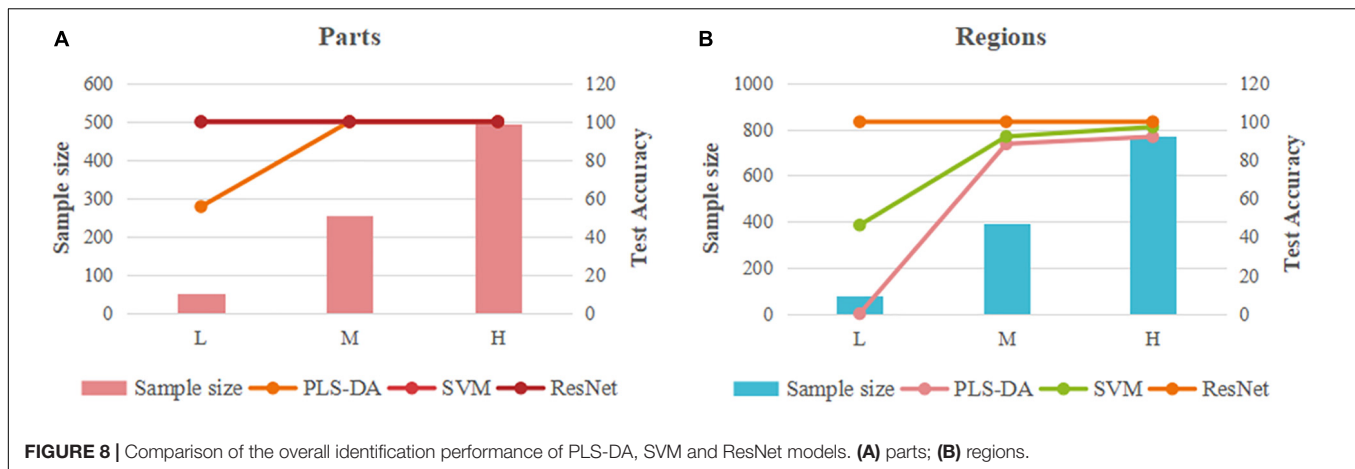 A
Parts
600
500
400
300
200
100
0
Sample size
120
100
80
60
40
20
0
Test Accuracy
L M H
Sample size PLS-DA SVM ResNet
B
Regions
1000
800
600
400
200
0
Sample size
120
100
80
60
40
20
0
Test Accuracy
L M H
Sample size PLS-DA SVM ResNet
FIGURE 8 | Comparison of the overall identification performance of PLS-DA, SVM and ResNet models. (A) parts; (B) regions.